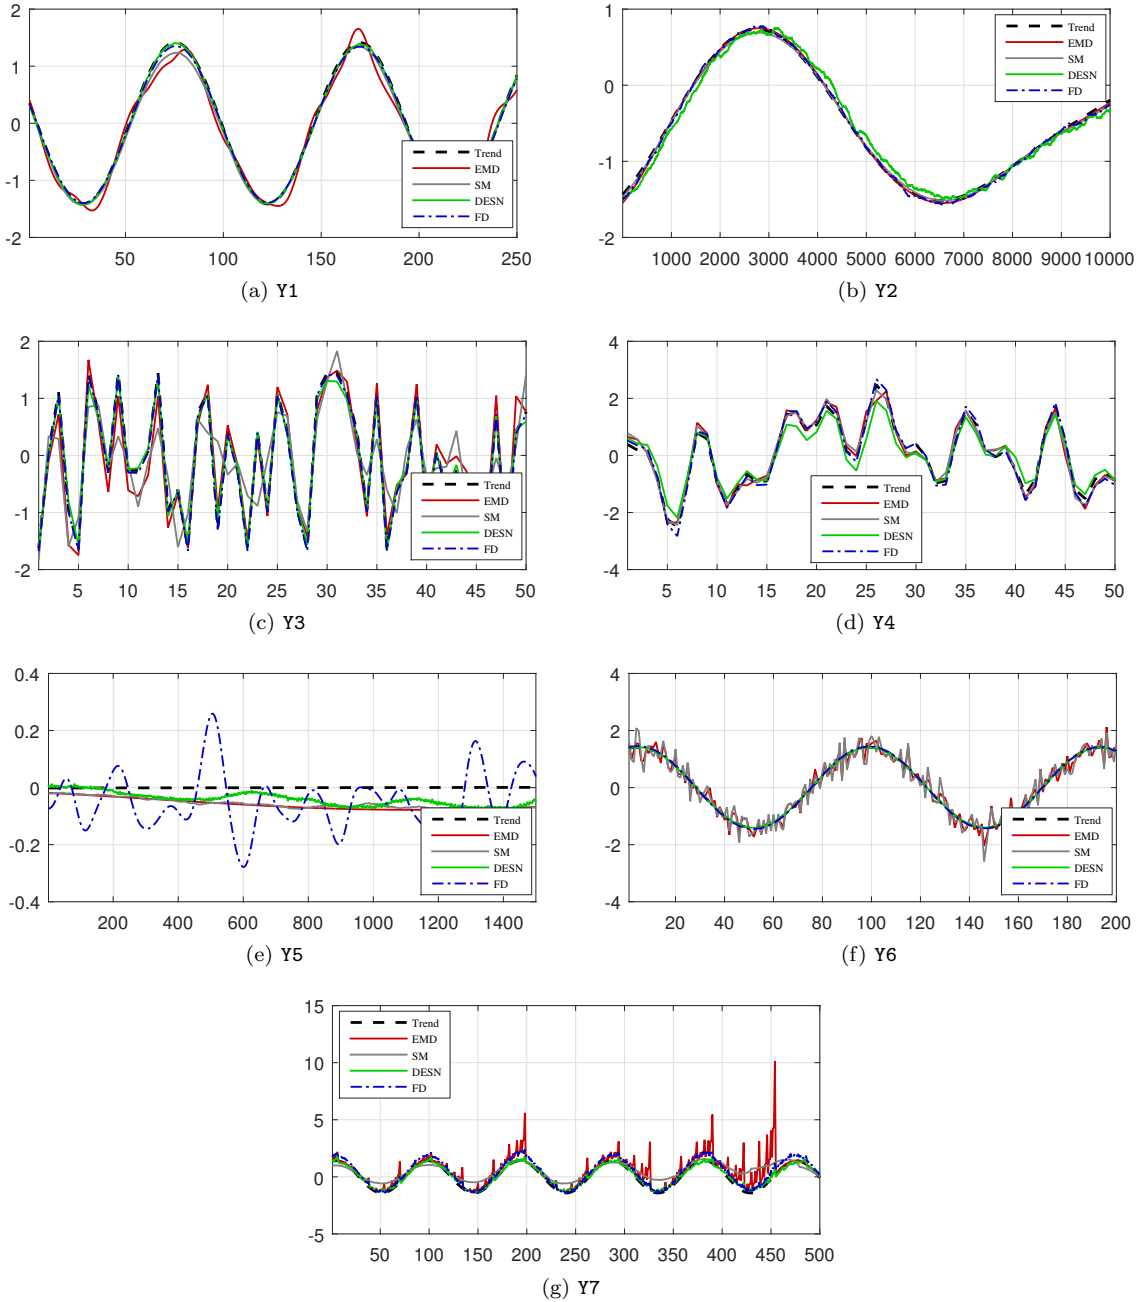 2
1
0
-1
-2
50
100
150
200
250
Trend
EMD
SM
DESN
FD
(a) Y1
1
0
-1
-2
1000
2000
3000
4000
5000
6000
7000
8000
9000
10000
Trend
EMD
SM
DESN
FD
(b) Y2
2
1
0
-1
-2
5
10
15
20
25
30
35
40
45
50
Trend
EMD
SM
DESN
FD
(c) Y3
4
2
0
-2
-4
5
10
15
20
25
30
35
40
45
50
Trend
EMD
SM
DESN
FD
(d) Y4
0.4
0.2
0
-0.2
-0.4
200
400
600
800
1000
1200
1400
Trend
EMD
SM
DESN
FD
(e) Y5
4
2
0
-2
-4
20
40
60
80
100
120
140
160
180
200
Trend
EMD
SM
DESN
FD
(f) Y6
15
10
5
0
-5
50
100
150
200
250
300
350
400
450
500
Trend
EMD
SM
DESN
FD
(g) Y7